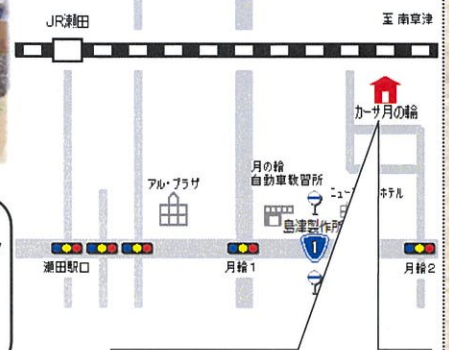 JR瀬田
至 南草津
カーサ月の輪
アル・プラザ
月の輪
自動車教習所
ニュー
ホテル
島津製作所
1
瀬田駅口
月輪1
月輪2